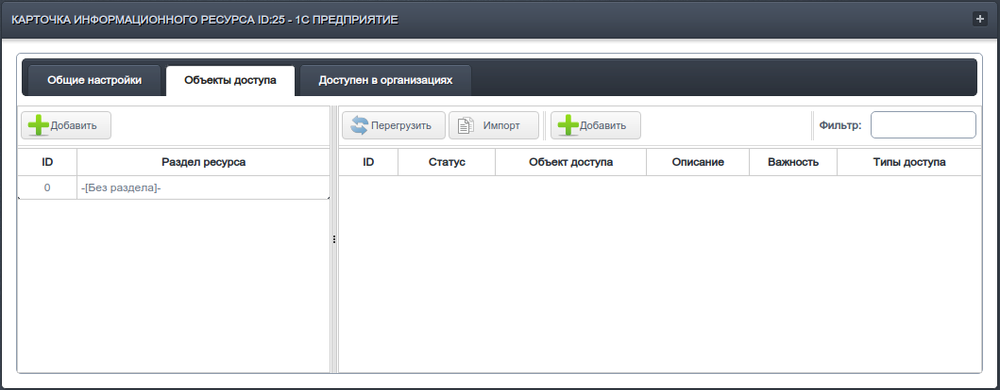 КАРТОЧКА ИНФОРМАЦИОННОГО РЕСУРСА ID:25 - 1С ПРЕДПРИЯТИЕ
Общие настройки Объекты доступа Доступен в организациях
Добавить Перегрузить Импорт Добавить Фильтр:
ID Раздел ресурса ID Статус Объект доступа Описание Важность Типы доступа
0 -[Без раздела]-